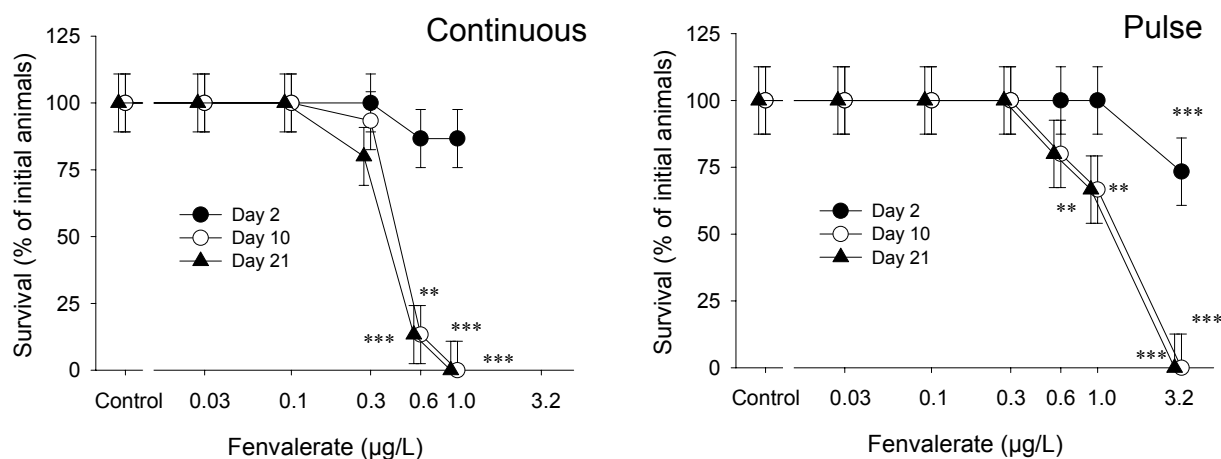 Continuous
125
100
75
50
25
0
Survival (% of initial animals)
Day 2
Day 10
Day 21
**
***
***
***
Control 0.03 0.1 0.3 0.6 1.0 3.2
Fenvalerate (µg/L)
Pulse
125
100
75
50
25
0
Survival (% of initial animals)
Day 2
Day 10
Day 21
***
**
**
***
***
Control 0.03 0.1 0.3 0.6 1.0 3.2
Fenvalerate (µg/L)